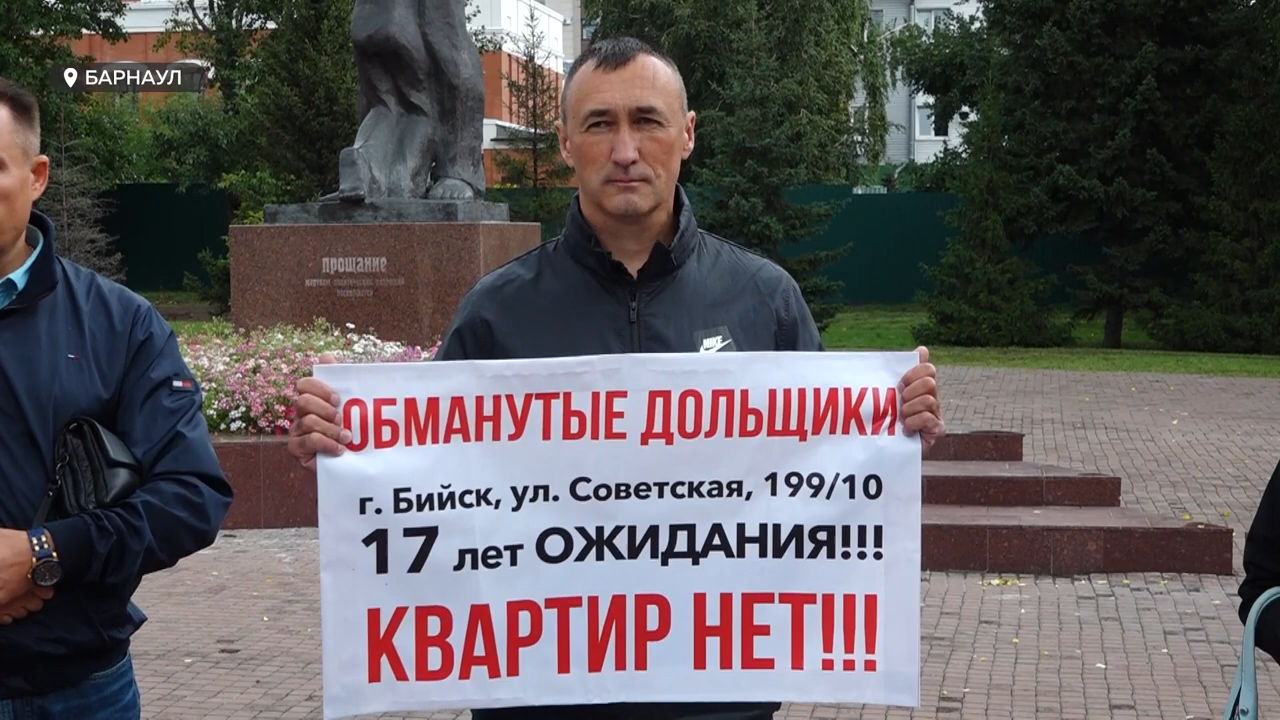 БАРНАУЛ
прощание
NIKE
ОБМАНУТЫЕ ДОЛЬЩИКИ
г. Бийск, ул. Советская, 199/10
17 лет ОЖИДАНИЯ!!!
КВАРТИР НЕТ!!!